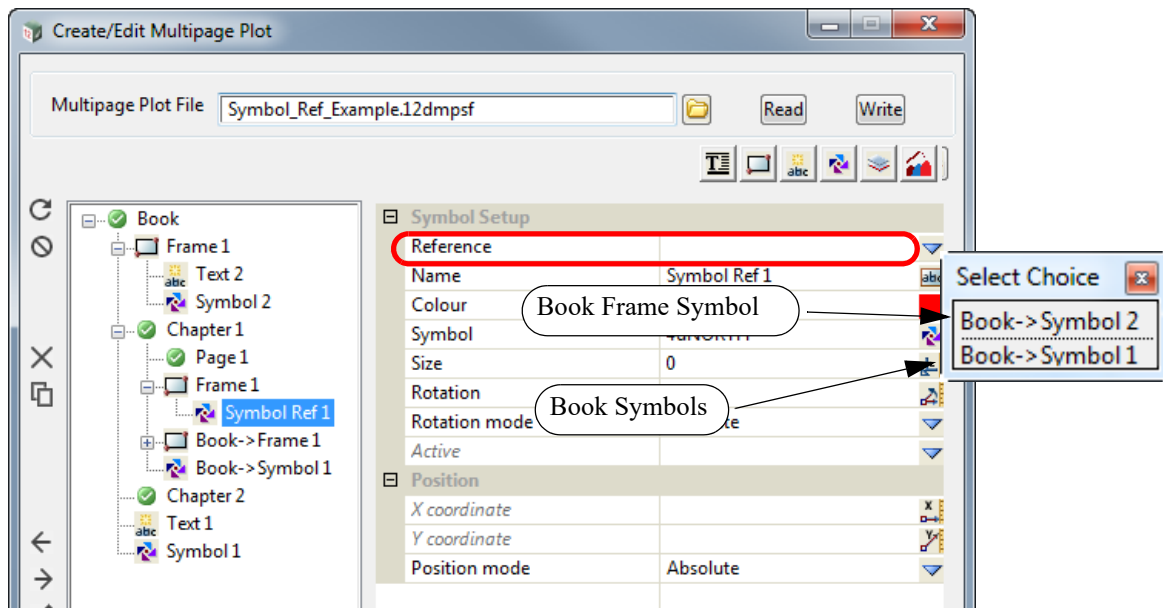 Create/Edit Multipage Plot
Multipage Plot File Symbol_Ref_Example.12dmpsf Read Write
abc
Book
Frame 1
abc Text 2
Symbol 2
Chapter 1
Page 1
Frame 1
Symbol Ref 1
Book->Frame 1
Book->Symbol 1
Chapter 2
abc Text 1
Symbol 1
Symbol Setup
Reference
Name Symbol Ref 1
Colour
Symbol
Size 0
Rotation
Rotation mode
Active
Position
X coordinate
Y coordinate
Position mode Absolute
Book Frame Symbol
Book Symbols
Select Choice
Book->Symbol 2
Book->Symbol 1